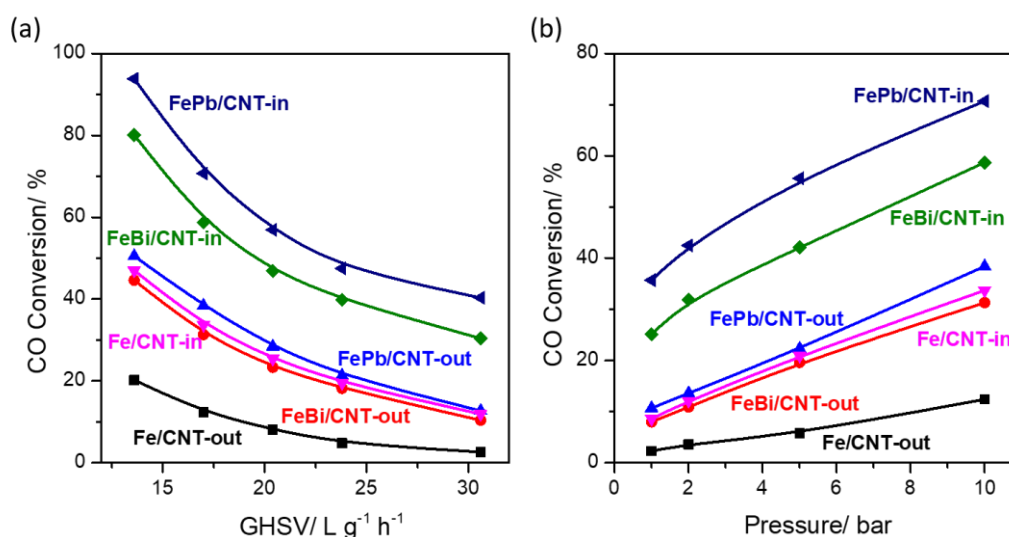 (a)
100
80
60
40
20
0
CO Conversion/ %
FePb/CNT-in
FeBi/CNT-in
Fe/CNT-in
FePb/CNT-out
FeBi/CNT-out
Fe/CNT-out
15 20 25 30
GHSV/ L g⁻¹ h⁻¹
(b)
80
60
40
20
0
CO Conversion/ %
FePb/CNT-in
FeBi/CNT-in
FePb/CNT-out
Fe/CNT-in
FeBi/CNT-out
Fe/CNT-out
0 2 4 6 8 10
Pressure/ bar